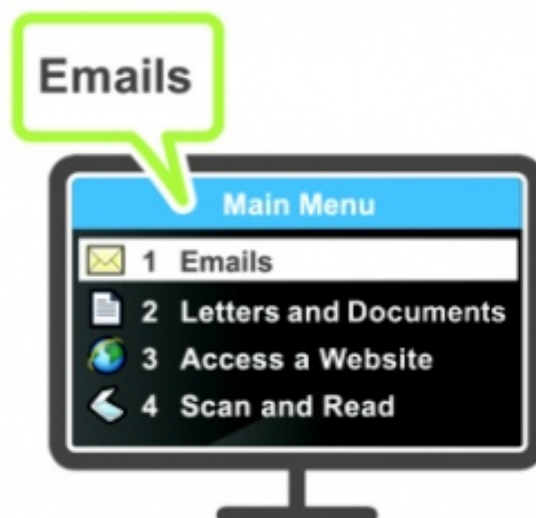 Emails
Main Menu
1 Emails
2 Letters and Documents
3 Access a Website
4 Scan and Read